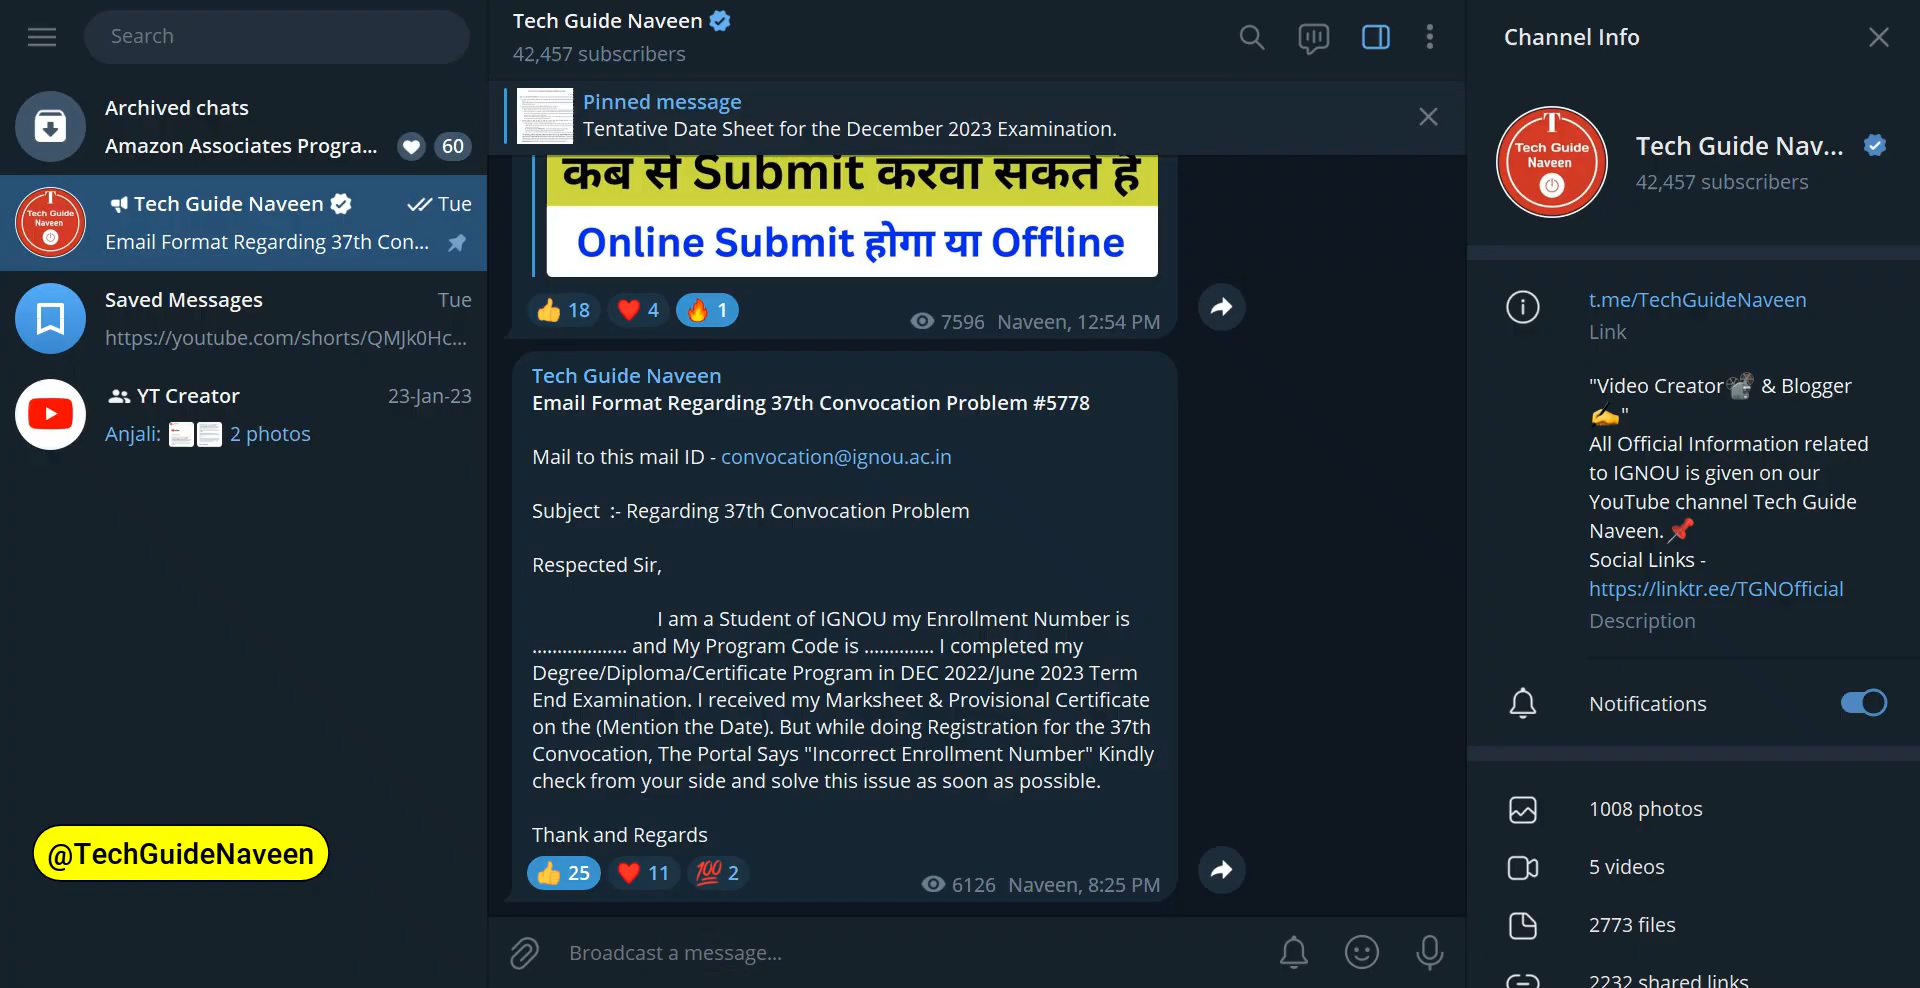 Search
Archived chats
Amazon Associates Progra...
60
Tech Guide Naveen
Tue
Email Format Regarding 37th Con...
Saved Messages
Tue
https://youtube.com/shorts/QMJk0Hc...
YT Creator
23-Jan-23
Anjali: 2 photos
@TechGuideNaveen
Tech Guide Naveen
42,457 subscribers
Pinned message
Tentative Date Sheet for the December 2023 Examination.
कब से Submit करवा सकते है
Online Submit होगा या Offline
👍 18 ❤️ 4 🔥 1
7596 Naveen, 12:54 PM
Tech Guide Naveen
Email Format Regarding 37th Convocation Problem #5778
Mail to this mail ID - convocation@ignou.ac.in
Subject :- Regarding 37th Convocation Problem
Respected Sir,
I am a Student of IGNOU my Enrollment Number is
................... and My Program Code is .............. I completed my
Degree/Diploma/Certificate Program in DEC 2022/June 2023 Term
End Examination. I received my Marksheet & Provisional Certificate
on the (Mention the Date). But while doing Registration for the 37th
Convocation, The Portal Says "Incorrect Enrollment Number" Kindly
check from your side and solve this issue as soon as possible.
Thank and Regards
👍 25 ❤️ 11 💯 2
6126 Naveen, 8:25 PM
Broadcast a message...
Channel Info
T
Tech Guide
Naveen
Tech Guide Nav...
42,457 subscribers
t.me/TechGuideNaveen
Link
"Video Creator📽️ & Blogger
✍️"
All Official Information related
to IGNOU is given on our
YouTube channel Tech Guide
Naveen.📌
Social Links -
https://linktr.ee/TGNOfficial
Description
Notifications
1008 photos
5 videos
2773 files
2232 shared links